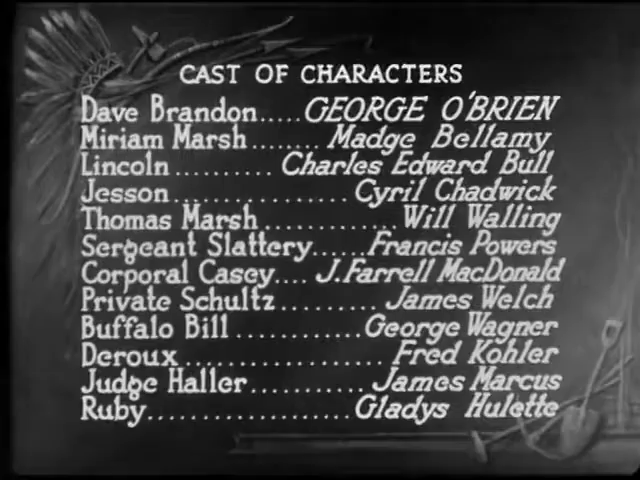 CAST OF CHARACTERS
Dave Brandon.....GEORGE O'BRIEN
Miriam Marsh........Madge Bellamy
Lincoln..........Charles Edward Bull
Jesson................Cyril Chadwick
Thomas Marsh.............Will Walling
Sergeant Slattery......Francis Powers
Corporal Casey....J. Farrell MacDonald
Private Schultz.........James Welch
Buffalo Bill............George Wagner
Deroux..................Fred Kohler
Judge Haller...........James Marcus
Ruby...................Gladys Hulette